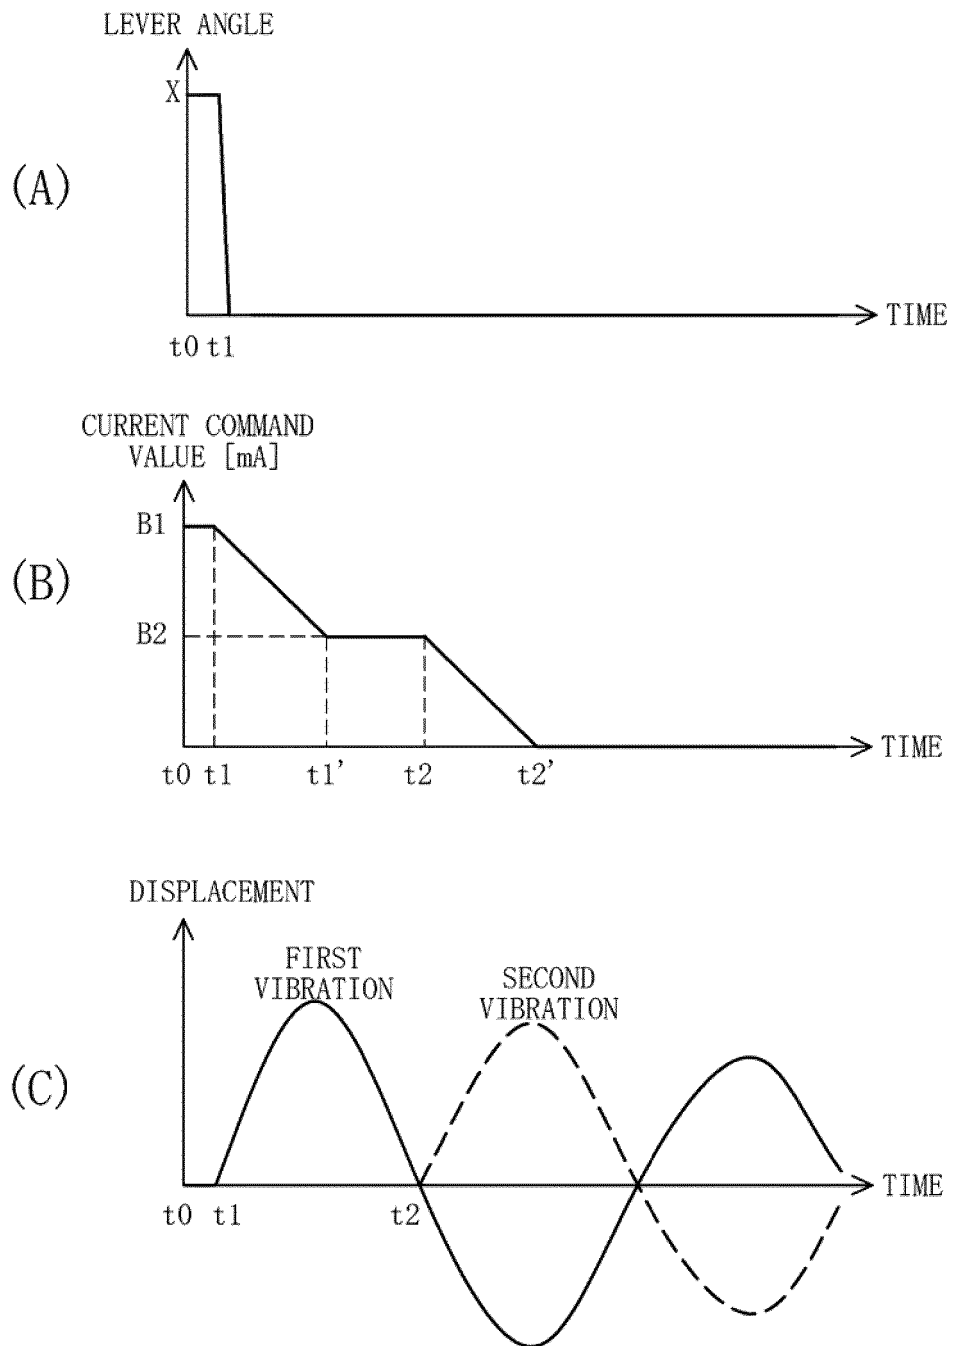 LEVER ANGLE
X
(A)
TIME
t0 t1
CURRENT COMMAND
VALUE [mA]
B1
(B)
B2
TIME
t0 t1 t1' t2 t2'
DISPLACEMENT
FIRST
VIBRATION
SECOND
VIBRATION
(C)
TIME
t0 t1 t2